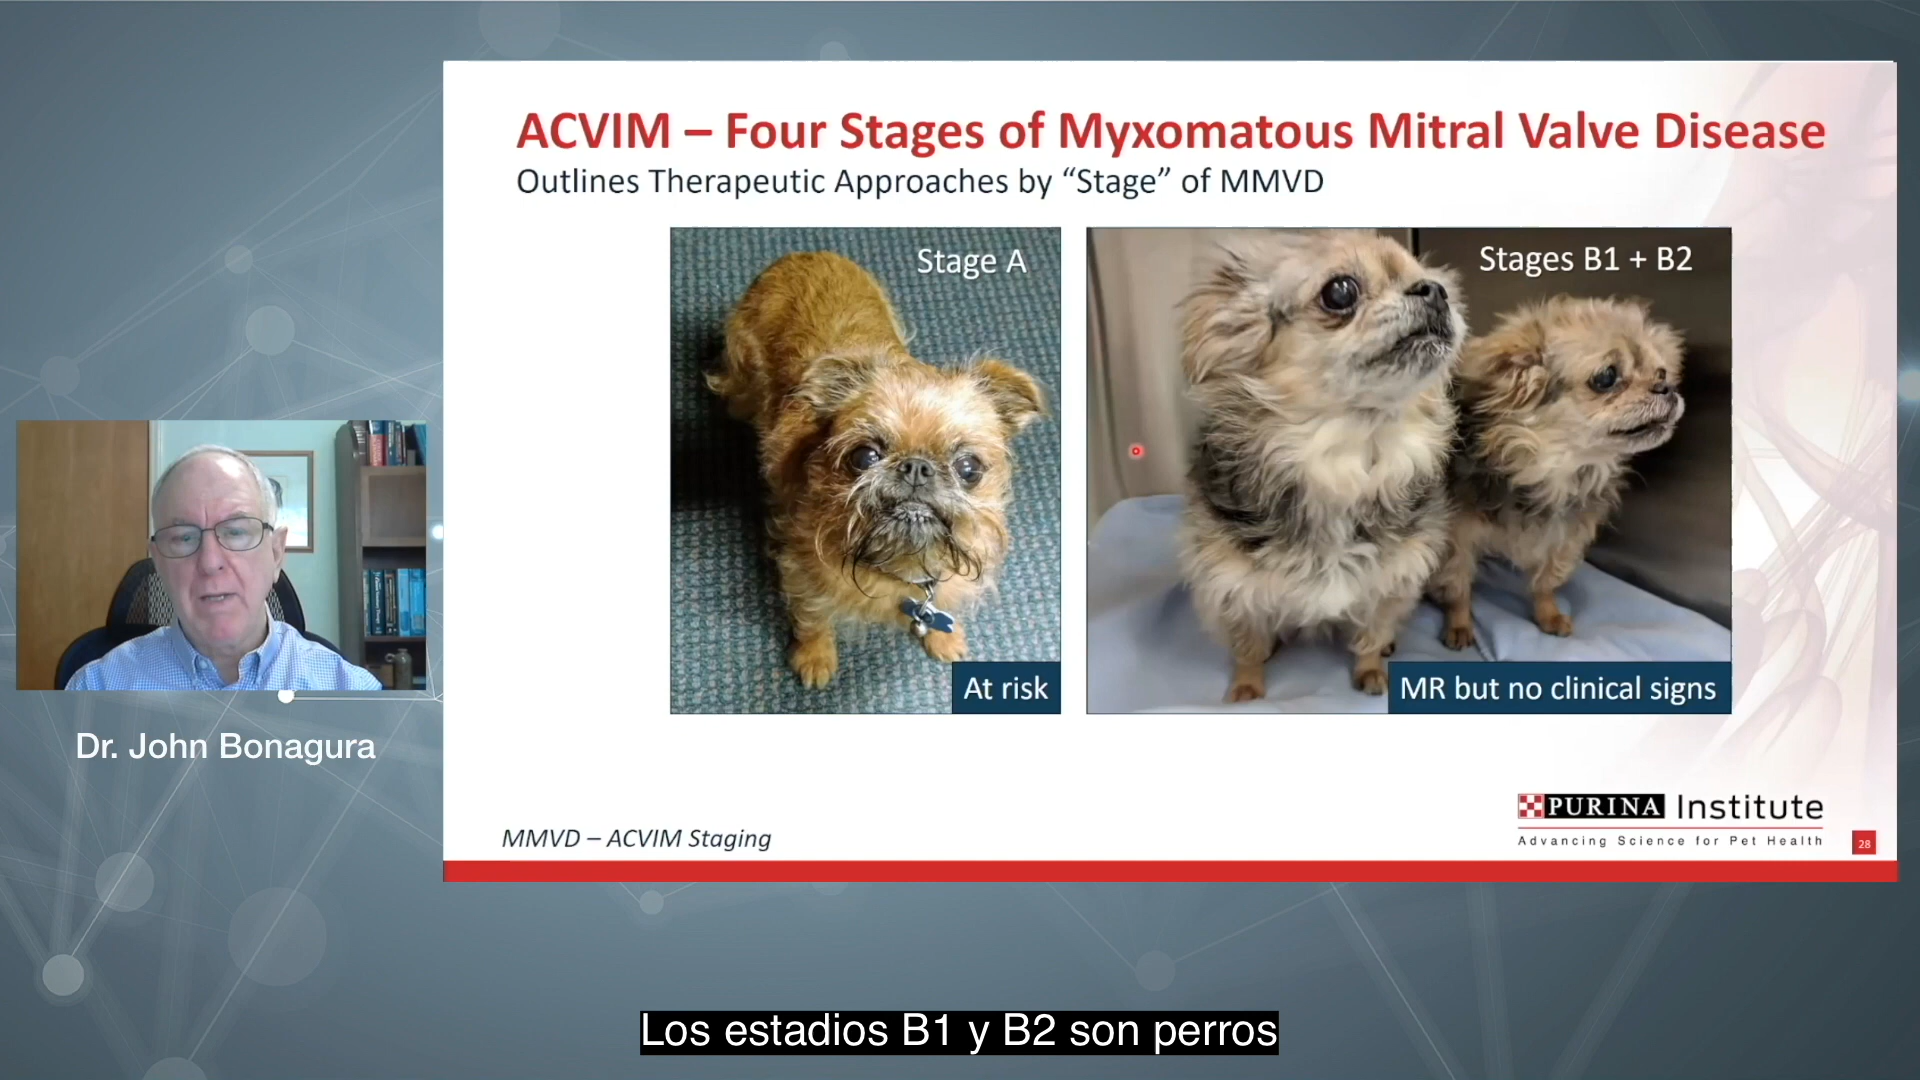 ACVIM – Four Stages of Myxomatous Mitral Valve Disease
Outlines Therapeutic Approaches by “Stage” of MMVD
Stage A
Stages B1 + B2
At risk
MR but no clinical signs
Dr. John Bonagura
PURINA Institute
Advancing Science for Pet Health
MMVD – ACVIM Staging
28
Los estadios B1 y B2 son perros